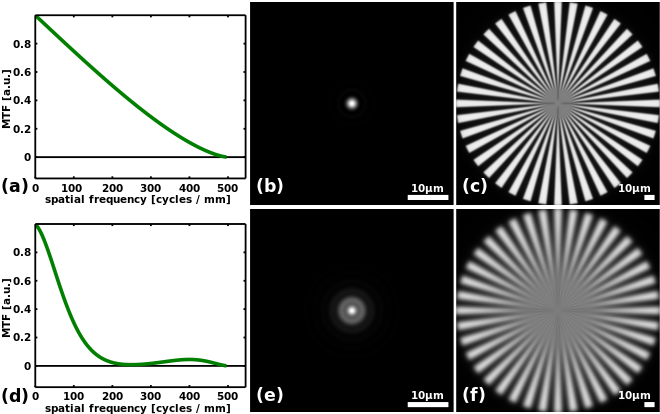 0.8
0.6
0.4
0.2
0
MTF [a.u.]
0 100 200 300 400 500
spatial frequency [cycles / mm]
(a)
(b)
10µm
(c)
10µm
0.8
0.6
0.4
0.2
0
MTF [a.u.]
0 100 200 300 400 500
spatial frequency [cycles / mm]
(d)
(e)
10µm
(f)
10µm